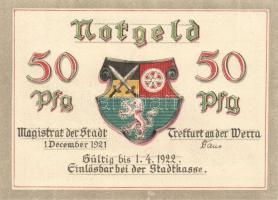 Notgeld
50 50
Pfg Pfg
Magistrat der Stadt Treffurt an der Werra
1. December 1921
Gültig bis 1. 4. 1922.
Einlösbar bei der Stadtkasse.